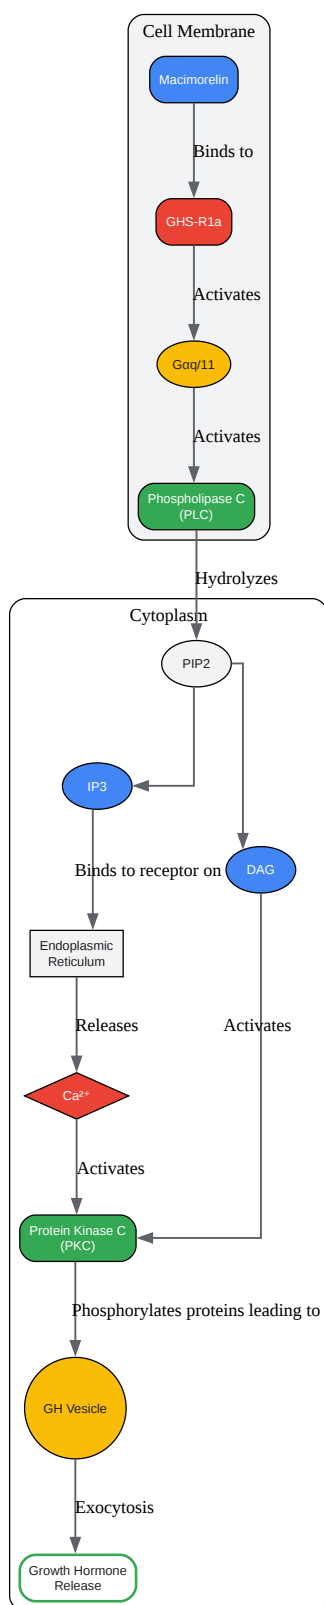 Cell Membrane
Macimorelin
Binds to
GHS-R1a
Activates
Gαq/11
Activates
Phospholipase C
(PLC)
Hydrolyzes
Cytoplasm
PIP2
IP3
Binds to receptor on
DAG
Endoplasmic
Reticulum
Releases
Activates
Ca²⁺
Activates
Protein Kinase C
(PKC)
Phosphorylates proteins leading to
GH Vesicle
Exocytosis
Growth Hormone
Release